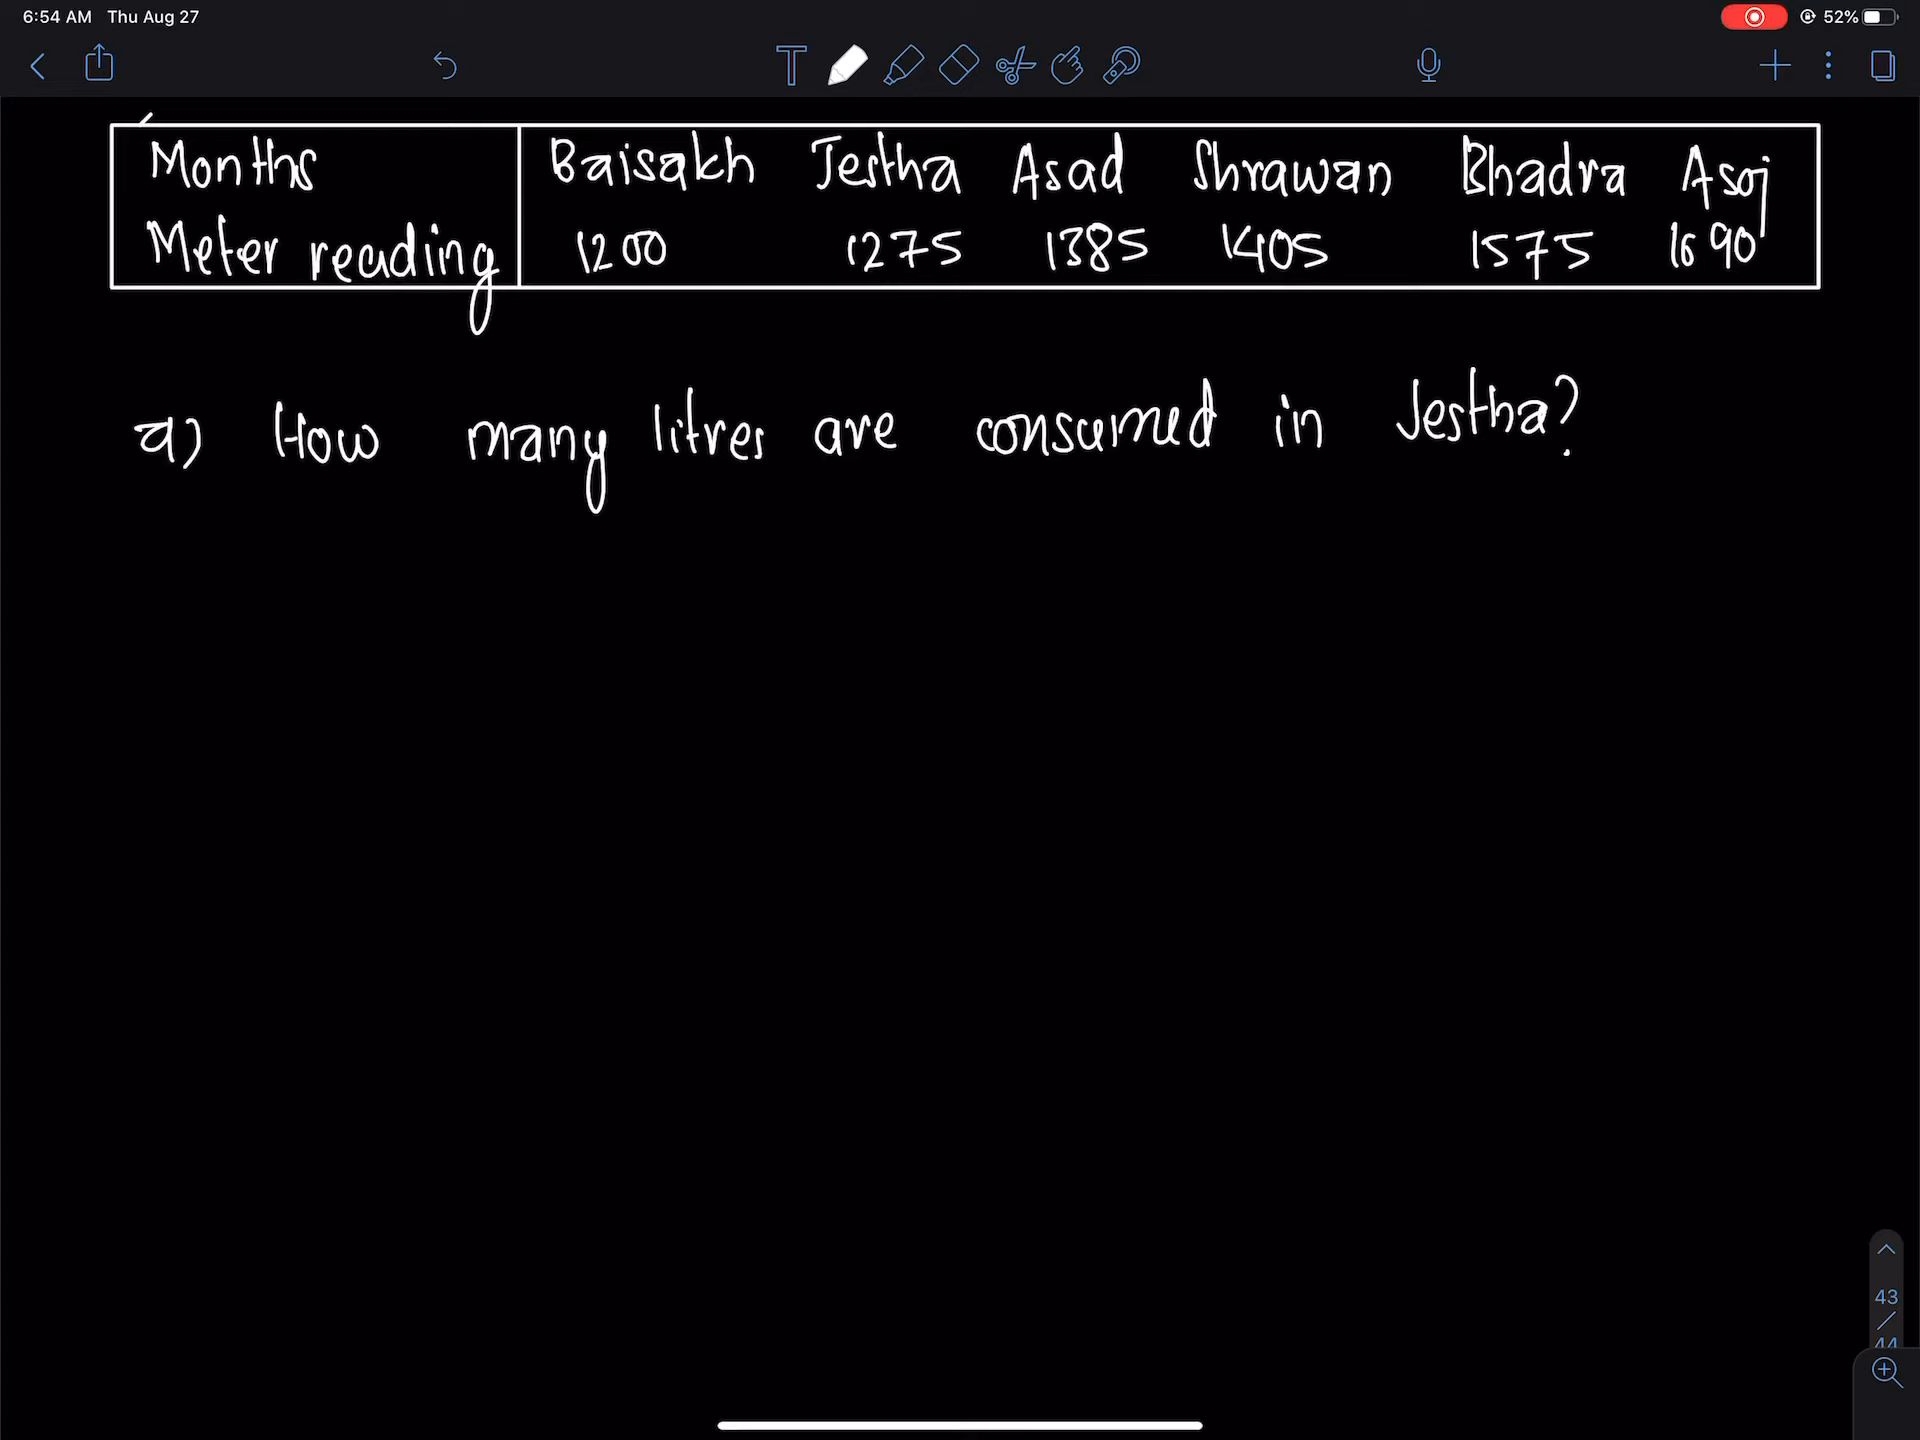 6:54 AM Thu Aug 27
52%
Months Baisakh Jestha Asad Shrawan Bhadra Asoj
Meter reading 1200 1275 1385 1405 1575 1690
a) How many litres are consumed in Jestha?
43
/
44